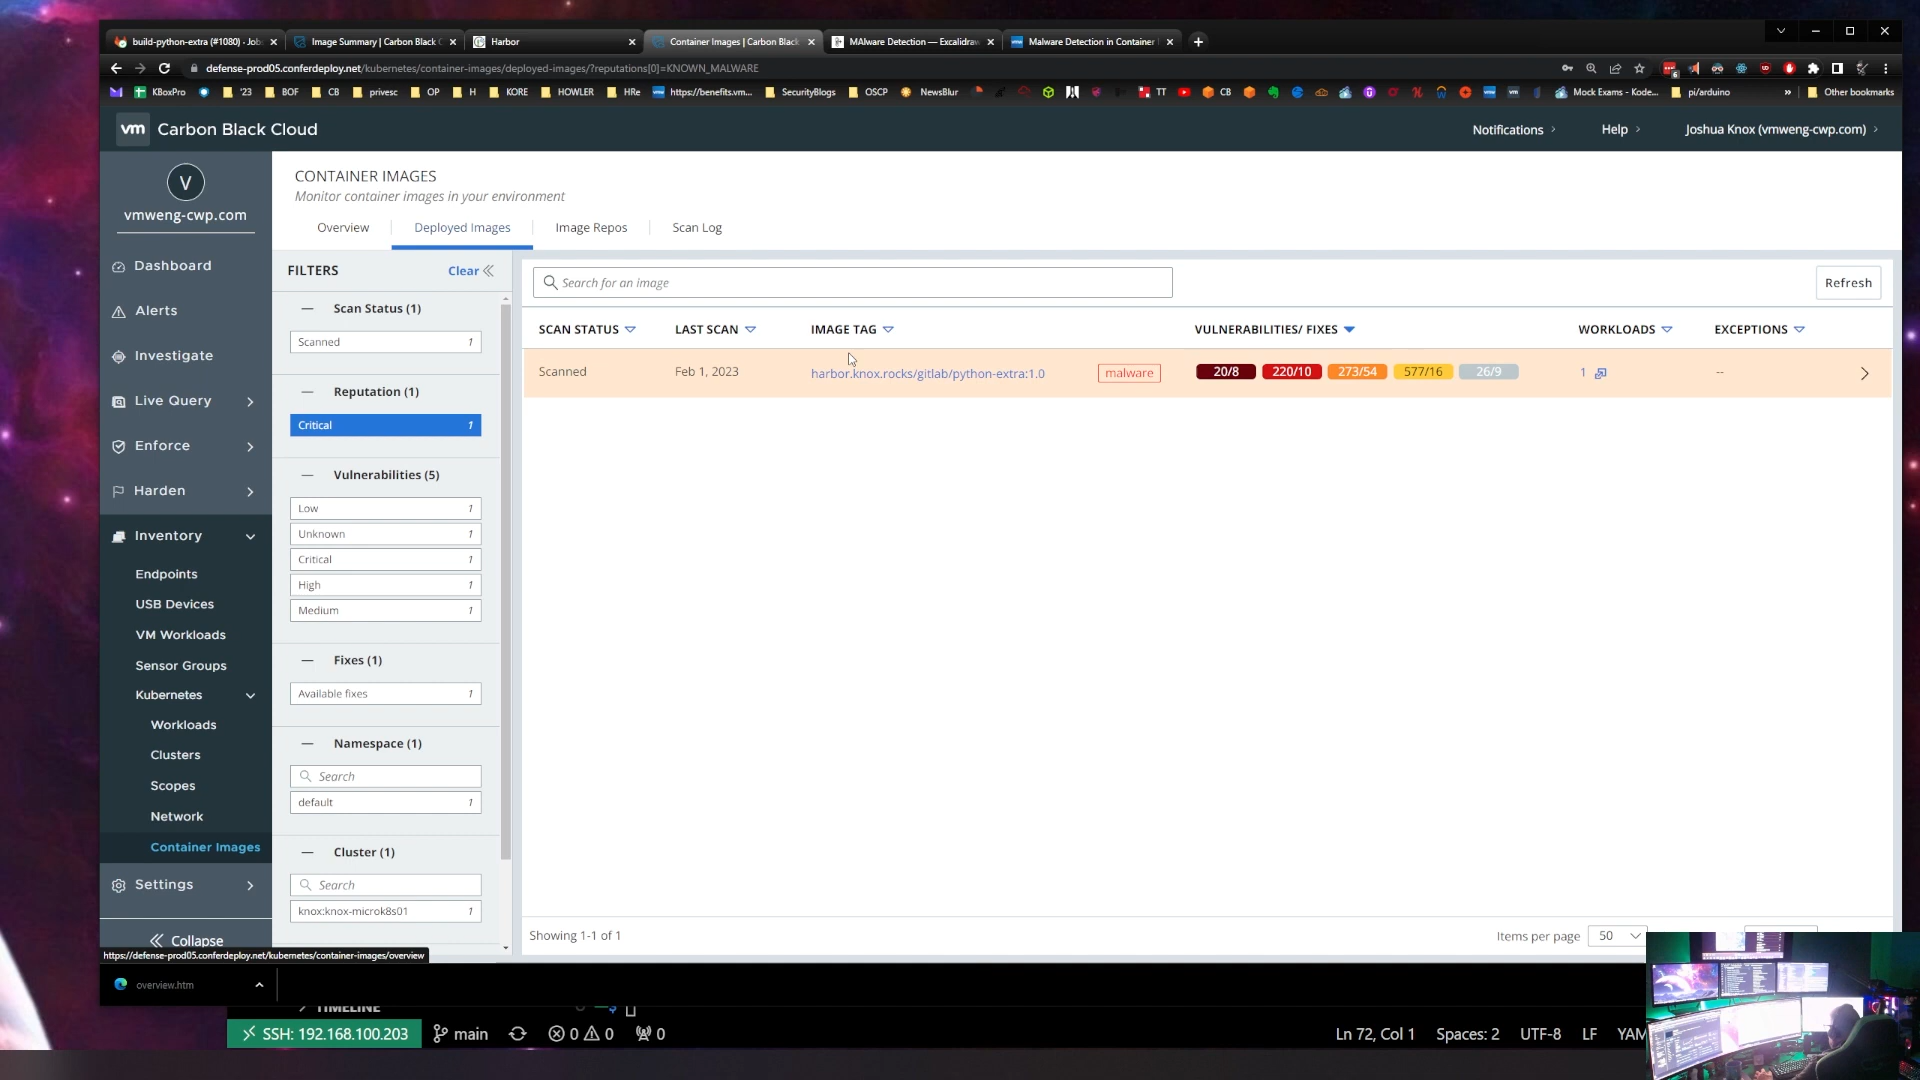 build-python-extra (#1080) · Job
Image Summary | Carbon Black C
Harbor
Container Images | Carbon Black
MAlware Detection — Excalidraw
Malware Detection in Container
defense-prod05.conferdeploy.net/kubernetes/container-images/deployed-images/?reputations[0]=KNOWN_MALWARE
KBoxPro
'23
BOF
CB
privesc
OP
H
KORE
HOWLER
HRe
https://benefits.vm...
SecurityBlogs
OSCP
NewsBlur
TT
CB
Mock Exams - Kode...
pi/arduino
»
Other bookmarks
vm Carbon Black Cloud
Notifications
Help
Joshua Knox (vmweng-cwp.com)
V
vmweng-cwp.com
Dashboard
Alerts
Investigate
Live Query
Enforce
Harden
Inventory
Endpoints
USB Devices
VM Workloads
Sensor Groups
Kubernetes
Workloads
Clusters
Scopes
Network
Container Images
Settings
Collapse
CONTAINER IMAGES
Monitor container images in your environment
Overview
Deployed Images
Image Repos
Scan Log
FILTERS
Clear
Scan Status (1)
Scanned 1
Reputation (1)
Critical 1
Vulnerabilities (5)
Low 1
Unknown 1
Critical 1
High 1
Medium 1
Fixes (1)
Available fixes 1
Namespace (1)
Search
default 1
Cluster (1)
Search
knox:knox-microk8s01 1
Search for an image
Refresh
SCAN STATUS
LAST SCAN
IMAGE TAG
VULNERABILITIES/ FIXES
WORKLOADS
EXCEPTIONS
Scanned
Feb 1, 2023
harbor.knox.rocks/gitlab/python-extra:1.0
malware
20/8
220/10
273/54
577/16
26/9
1
--
Showing 1-1 of 1
Items per page
50
https://defense-prod05.conferdeploy.net/kubernetes/container-images/overview
overview.htm
TIMELINE
SSH: 192.168.100.203
main
0
0
0
Ln 72, Col 1
Spaces: 2
UTF-8
LF